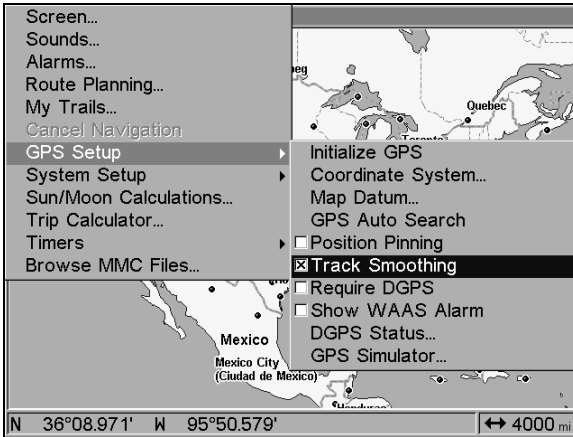 Screen...
Sounds...
Alarms...
Route Planning...
My Trails...
Cancel Navigation
GPS Setup
System Setup
Sun/Moon Calculations...
Trip Calculator...
Timers
Browse MMC Files...
Initialize GPS
Coordinate System...
Map Datum...
GPS Auto Search
Position Pinning
Track Smoothing
Require DGPS
Show WAAS Alarm
DGPS Status...
GPS Simulator...
Quebec
Toronto
Mexico
Mexico City
(Ciudad de Mexico)
N 36°08.971' W 95°50.579'
4000 mi